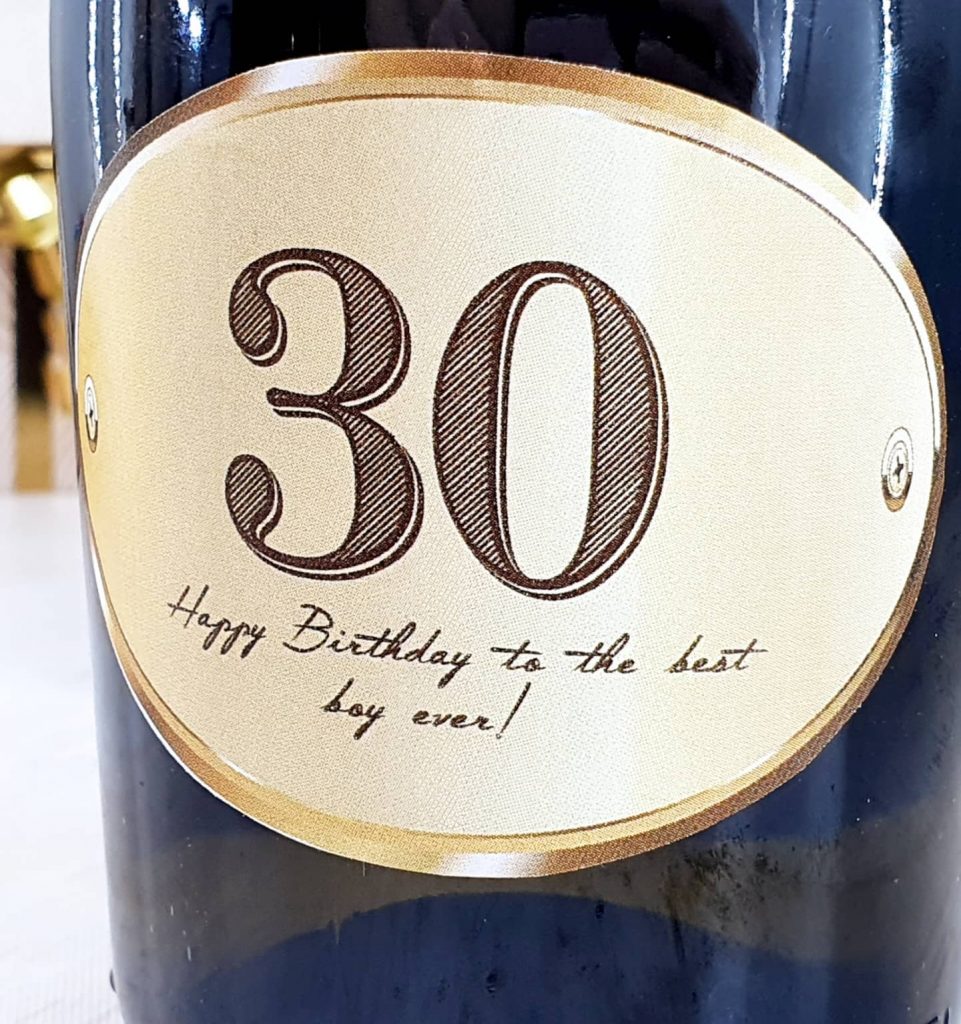 30
Happy Birthday to the best
boy ever!